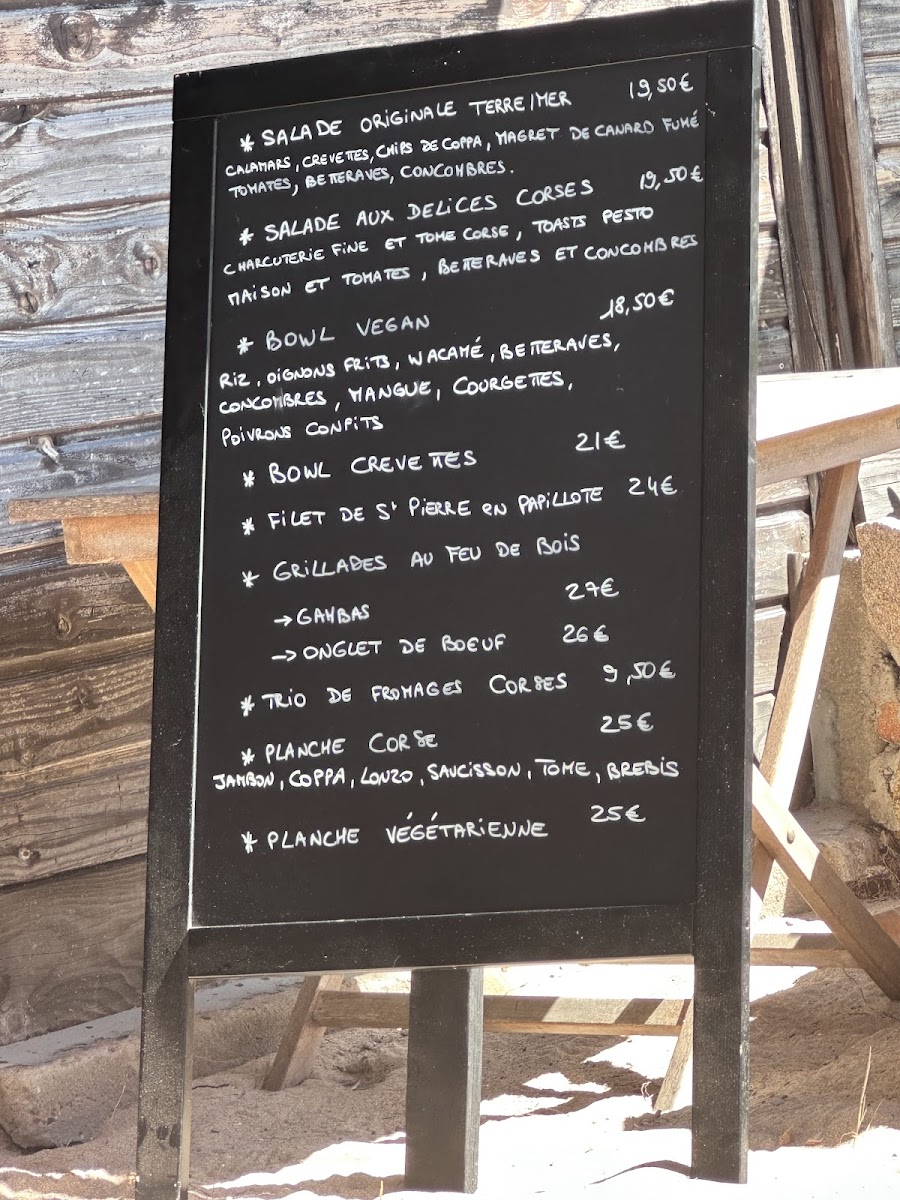 * SALADE ORIGINALE TERRE/MER 19,50€
CALAMARS, CREVETTES, CHIPS DE COPPA, MAGRET DE CANARD FUMÉ
TOMATES, BETTERAVES, CONCOMBRES.
* SALADE AUX DELICES CORSES 19,50€
CHARCUTERIE FINE ET TOME CORSE, TOASTS PESTO
MAISON ET TOMATES, BETTERAVES ET CONCOMBRES
* BOWL VEGAN 18,50€
RIZ, OIGNONS FRITS, WACAMÉ, BETTERAVES,
CONCOMBRES, MANGUE, COURGETTES,
POIVRONS CONFITS
* BOWL CREVETTES 21€
* FILET DE St PIERRE EN PAPILLOTE 24€
* GRILLADES AU FEU DE BOIS
→ GAMBAS 27€
→ ONGLET DE BOEUF 26€
* TRIO DE FROMAGES CORSES 9,50€
* PLANCHE CORSE 25€
JAMBON, COPPA, LONZO, SAUCISSON, TOME, BREBIS
* PLANCHE VÉGÉTARIENNE 25€